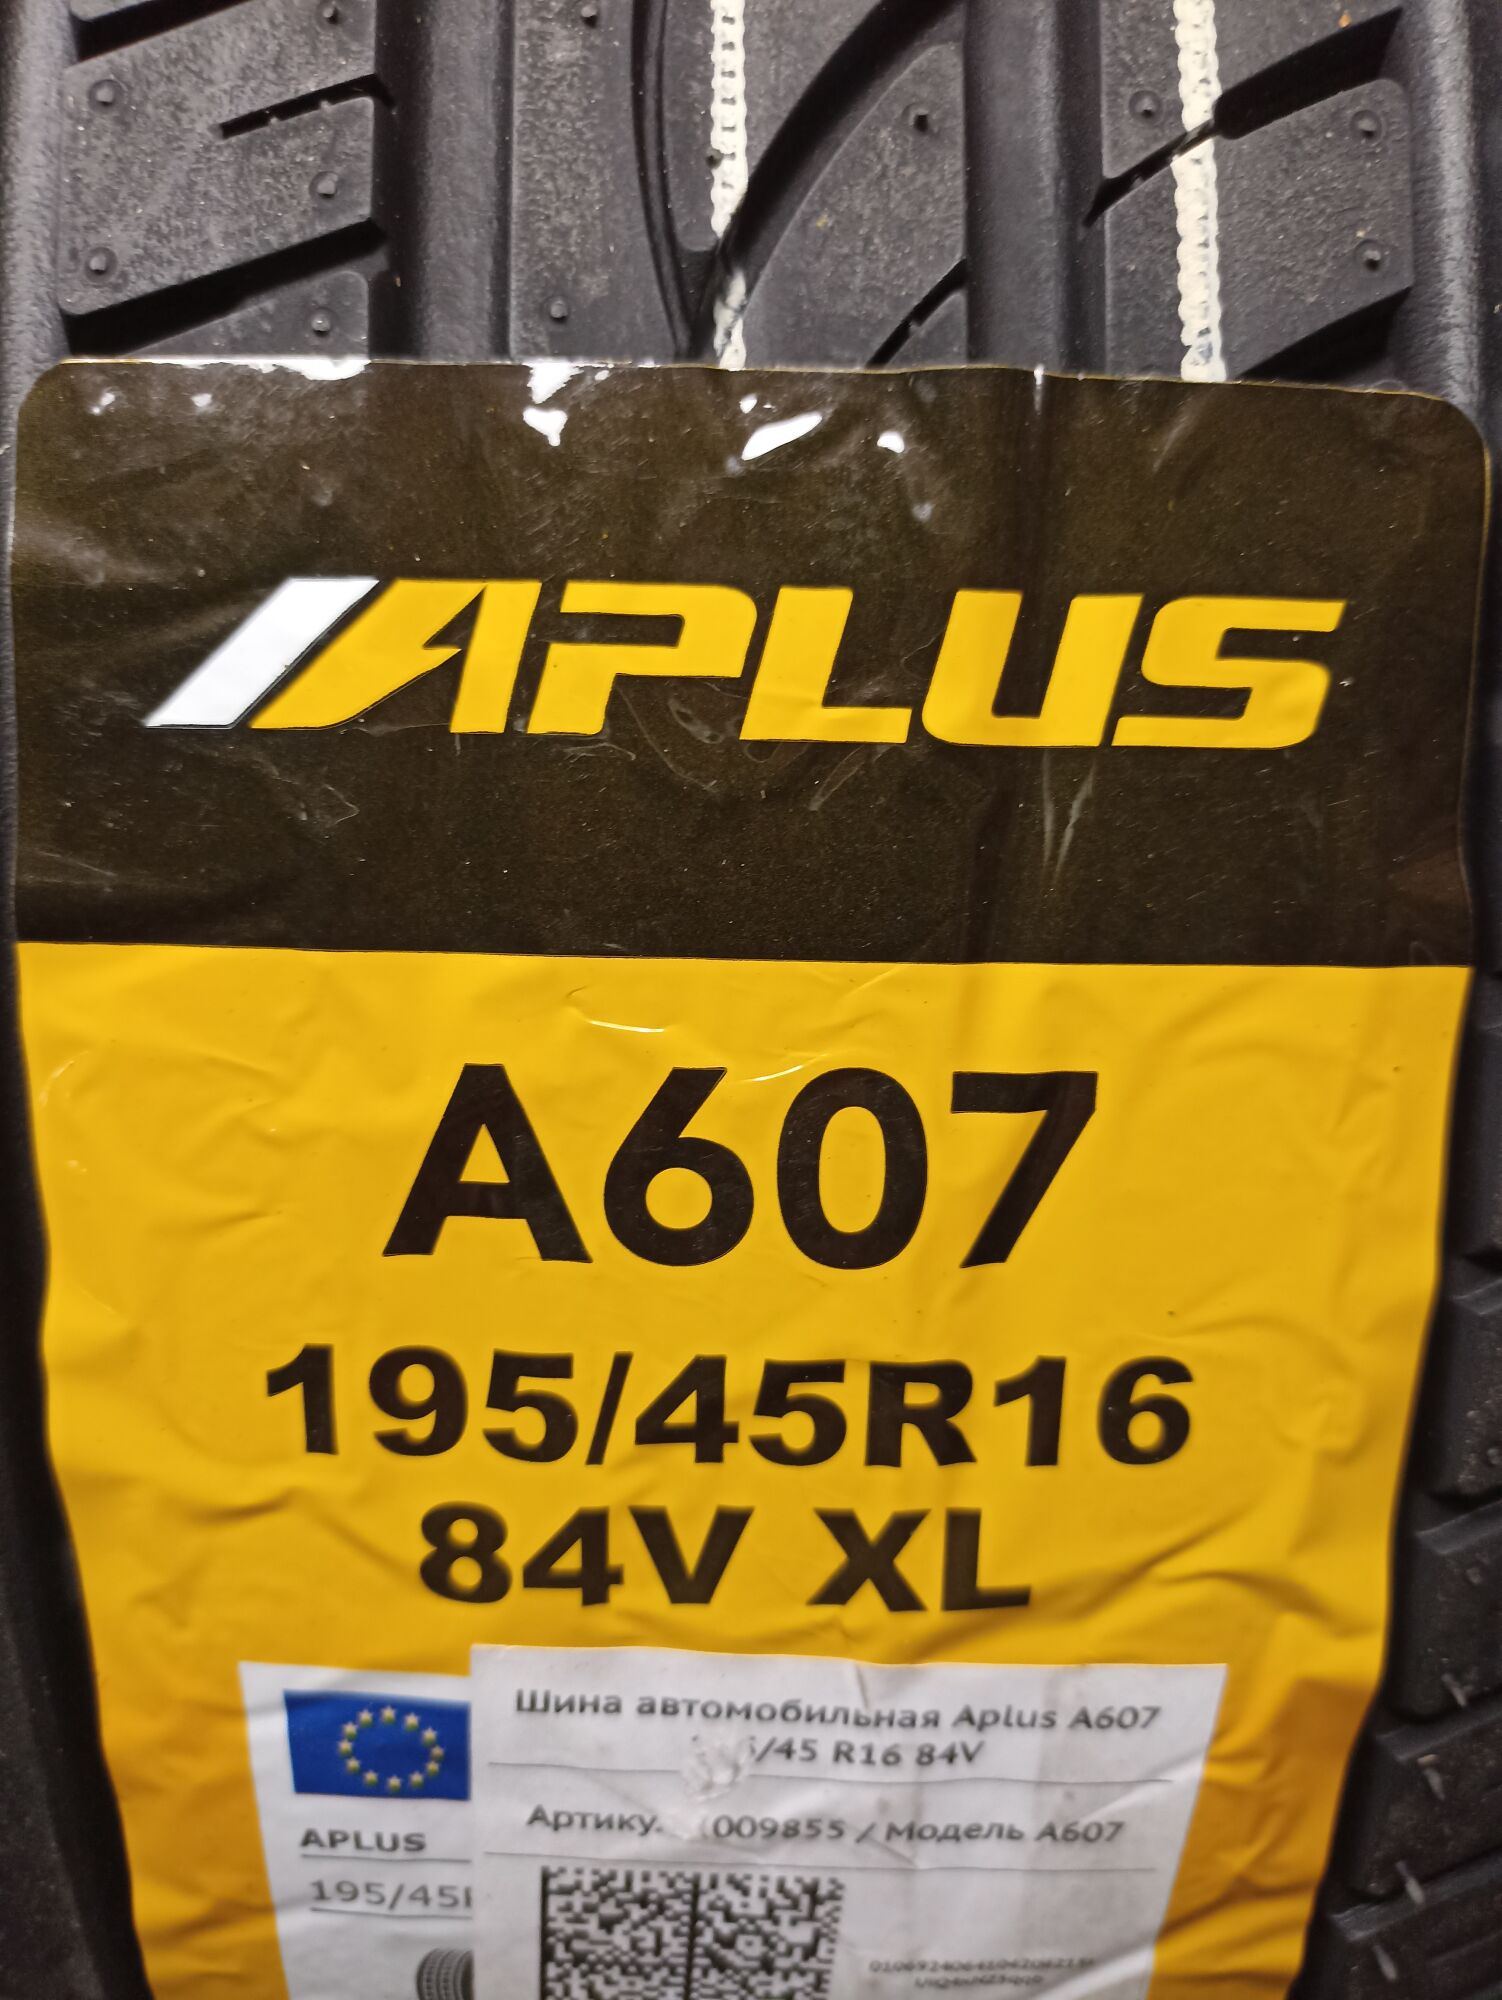 APLUS
A607
195/45R16
84V XL
Шина автомобильная Aplus A607
/45 R16 84V
Артику 009855 / Модель A607
APLUS
195/45